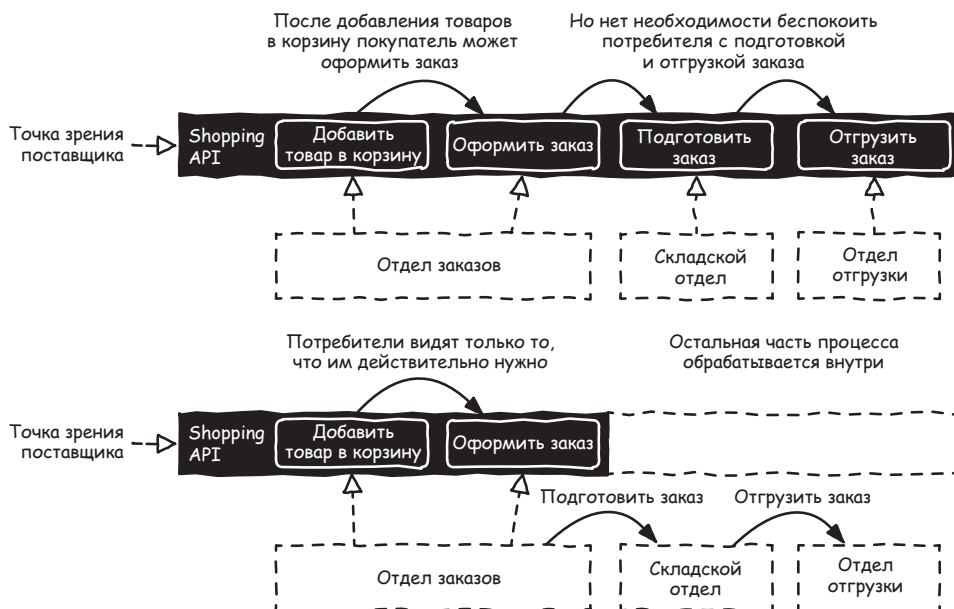 После добавления товаров
в корзину покупатель может
оформить заказ
Но нет необходимости беспокоить
потребителя с подготовкой
и отгрузкой заказа
Точка зрения
поставщика
Shopping
API
Добавить
товар в корзину
Оформить заказ
Подготовить
заказ
Отгрузить
заказ
Отдел заказов
Складской
отдел
Отдел
отгрузки
Потребители видят только то,
что им действительно нужно
Остальная часть процесса
обрабатывается внутри
Точка зрения
поставщика
Shopping
API
Добавить
товар в корзину
Оформить заказ
Подготовить заказ
Отгрузить заказ
Отдел заказов
Складской
отдел
Отдел
отгрузки